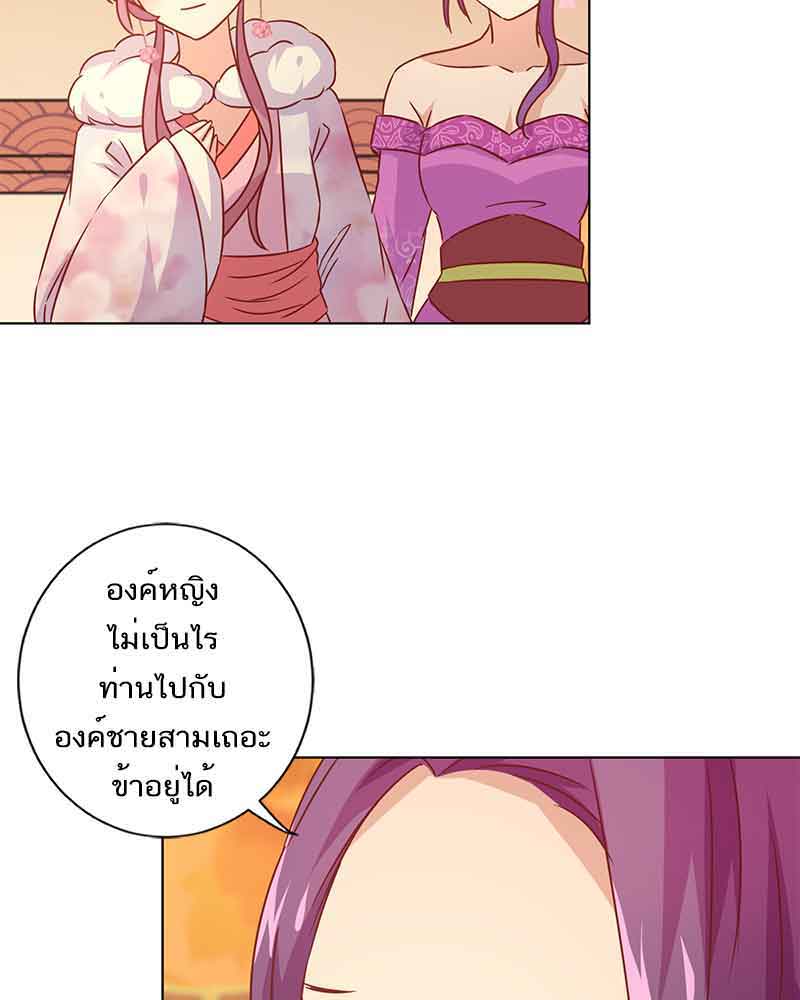 องค์หญิง
ไม่เป็นไร
ท่านไปกับ
องค์ชายสามเถอะ
ข้าอยู่ได้